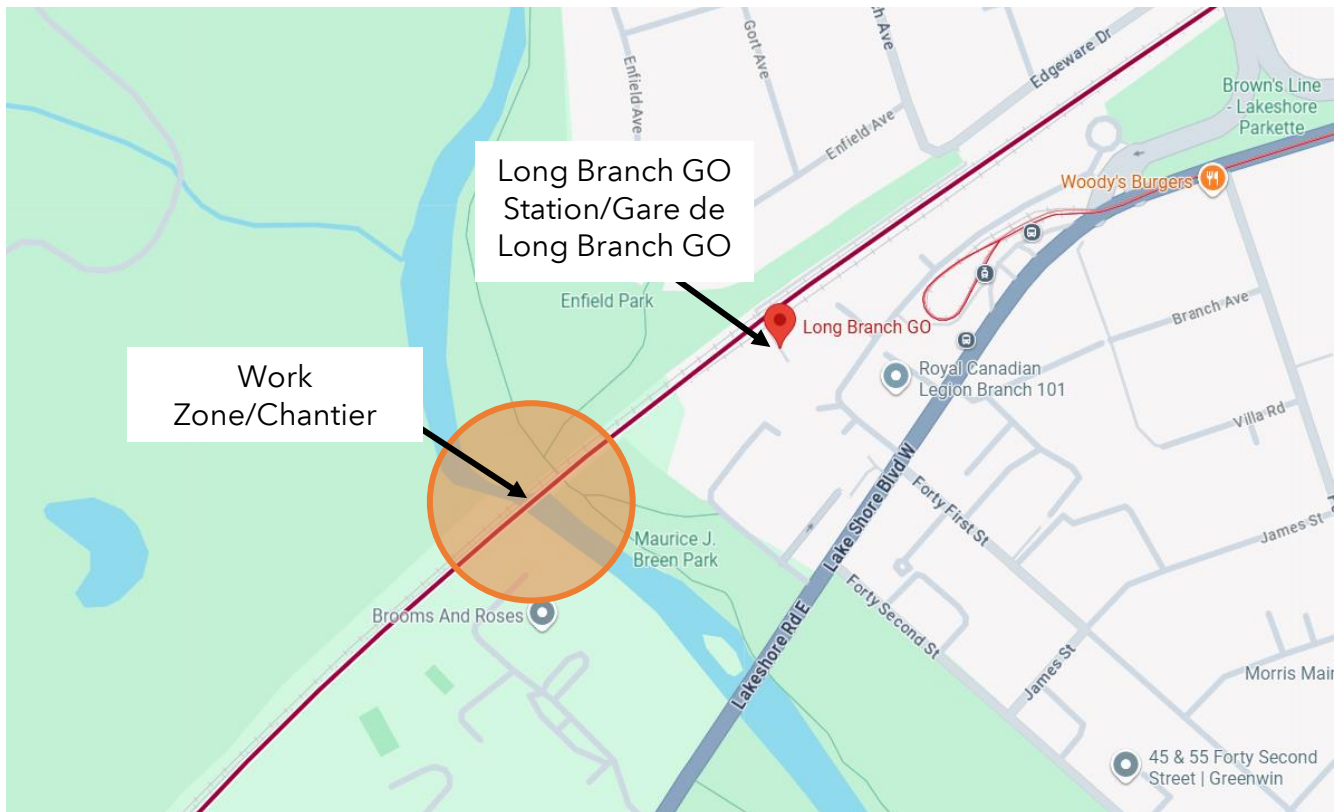 Gort Ave
Enfield Ave
Edgeware Dr
Brown's Line
- Lakeshore
Parkette
Enfield Ave
Long Branch GO
Station/Gare de
Long Branch GO
Woody's Burgers
Enfield Park
Long Branch GO
Branch Ave
Work
Zone/Chantier
Royal Canadian
Legion Branch 101
Villa Rd
Lake Shore Blvd W
Forty First St
James St
Maurice J.
Breen Park
Forty Second St
Brooms And Roses
Lakeshore Rd E
James St
Morris Mair
45 & 55 Forty Second
Street | Greenwin